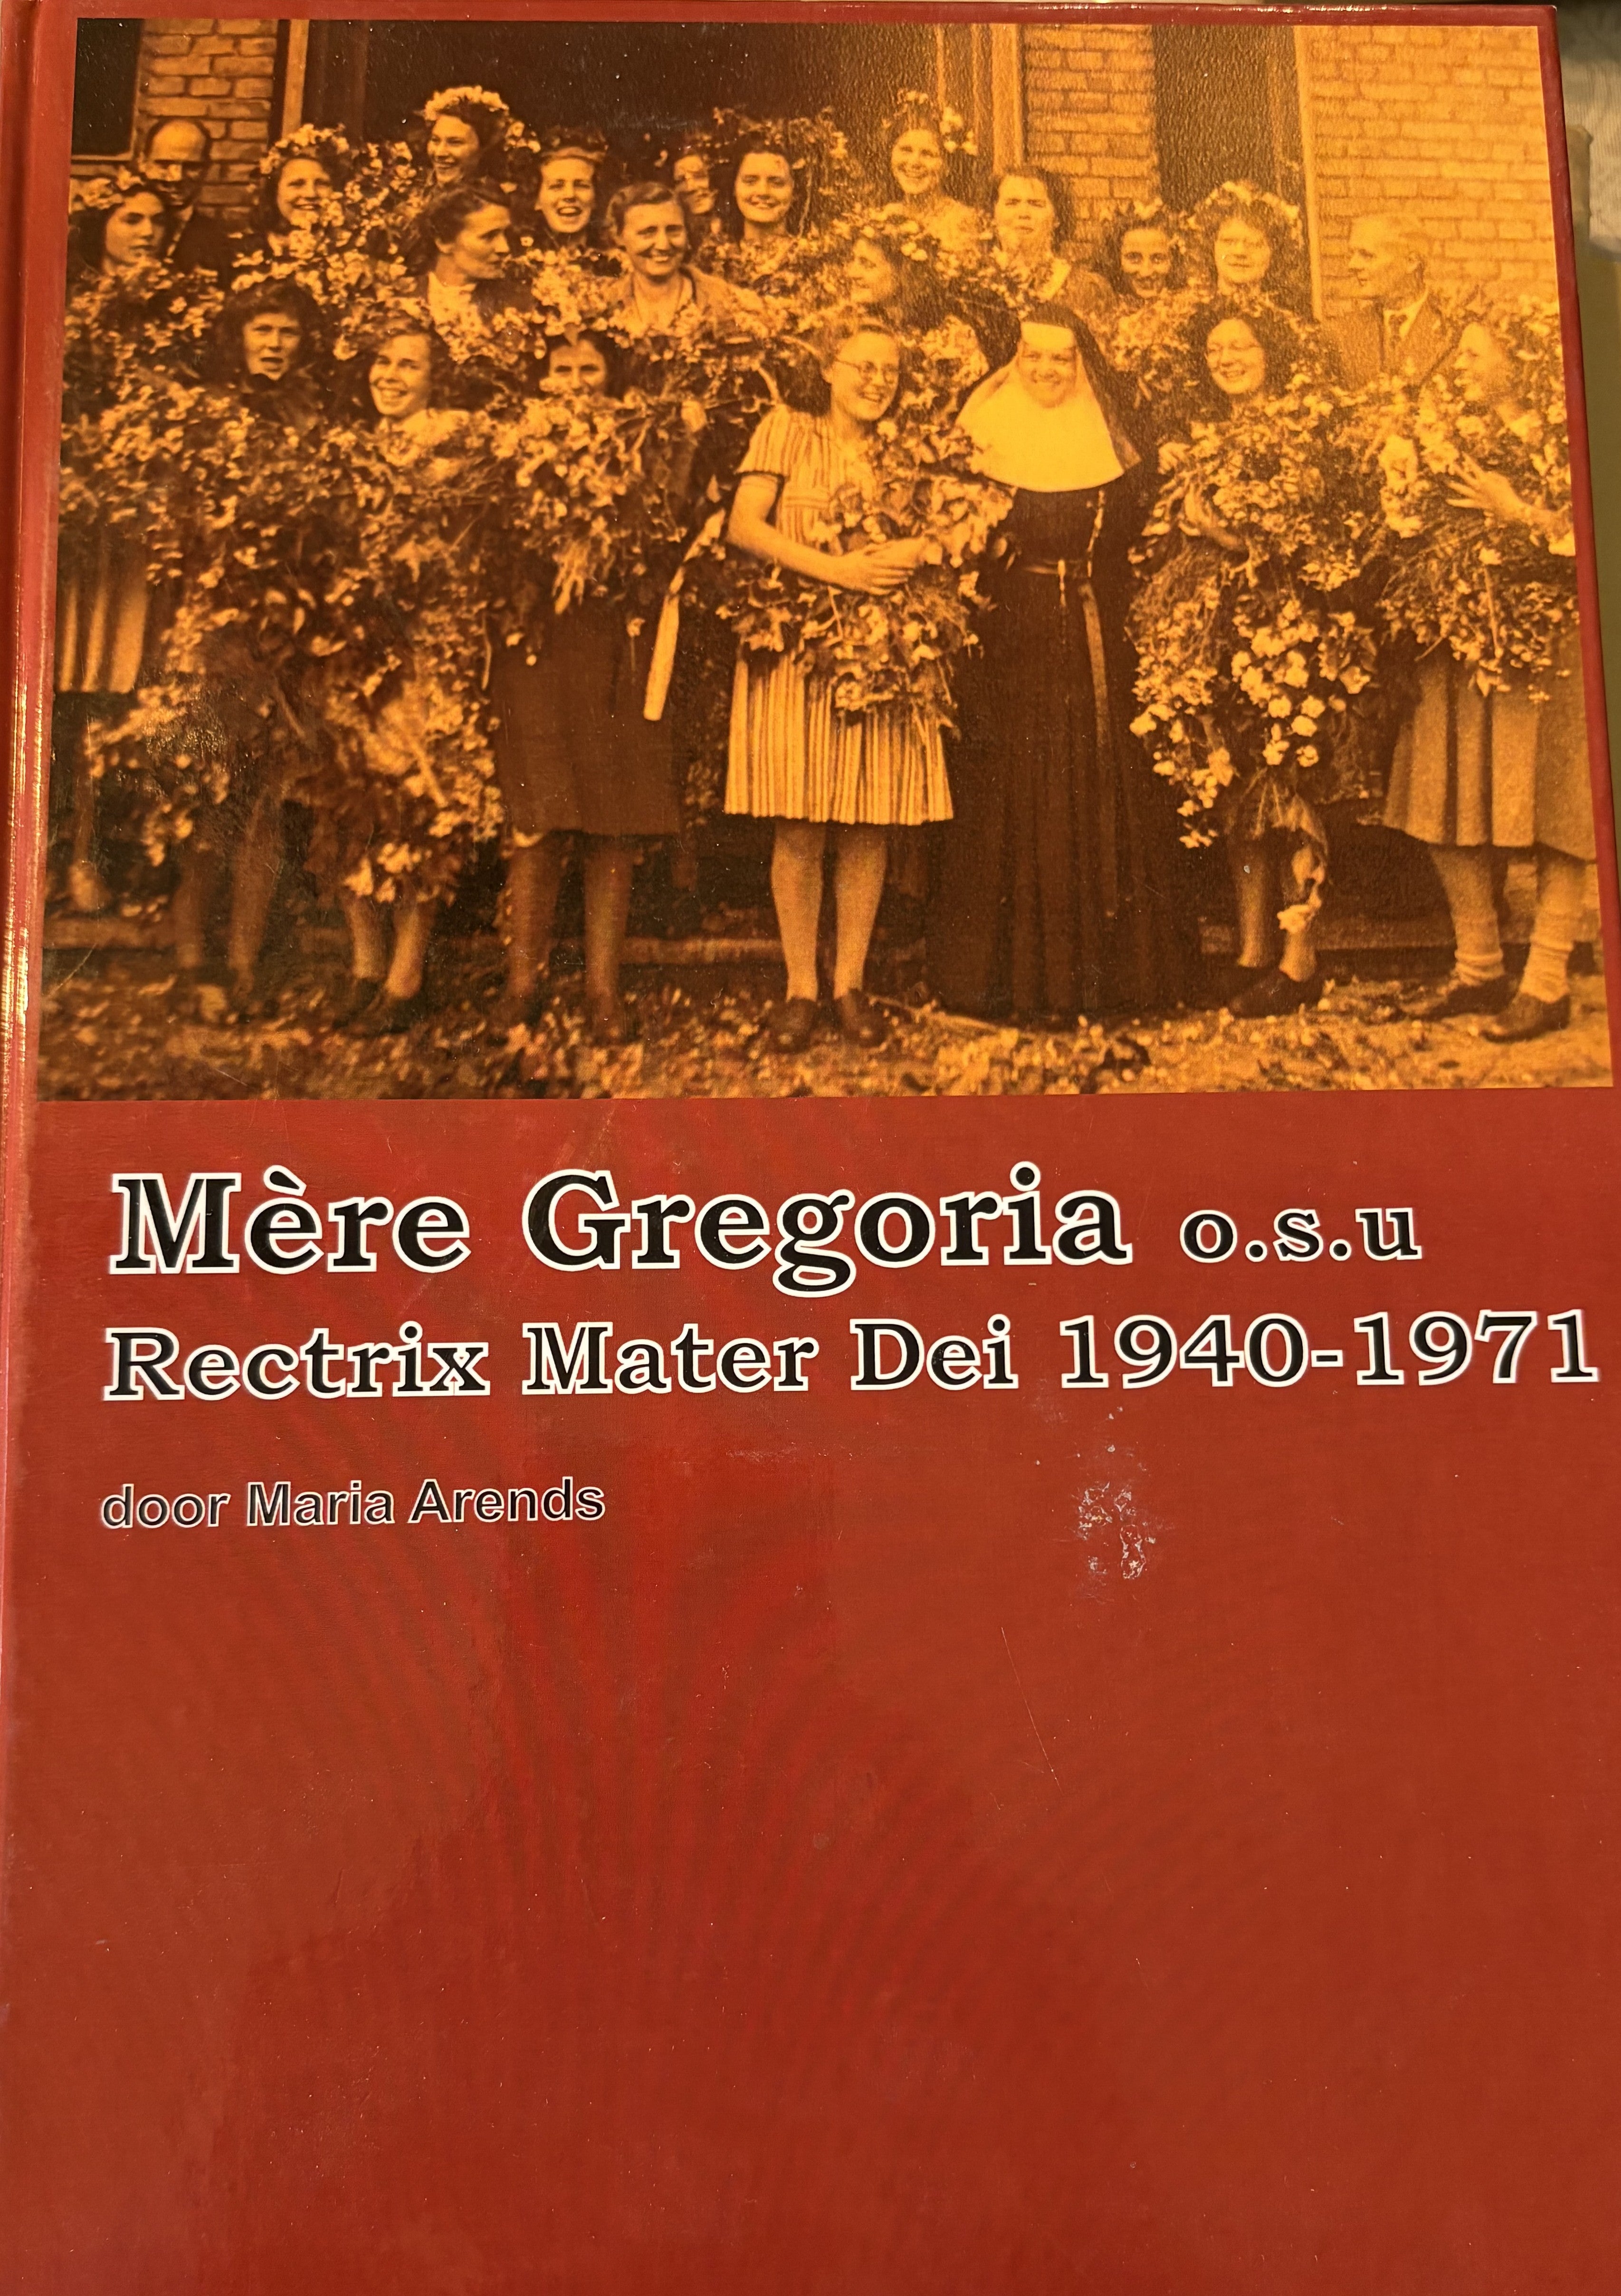 Mère Gregoria o.s.u
Rectrix Mater Dei 1940-1971
door Maria Arends